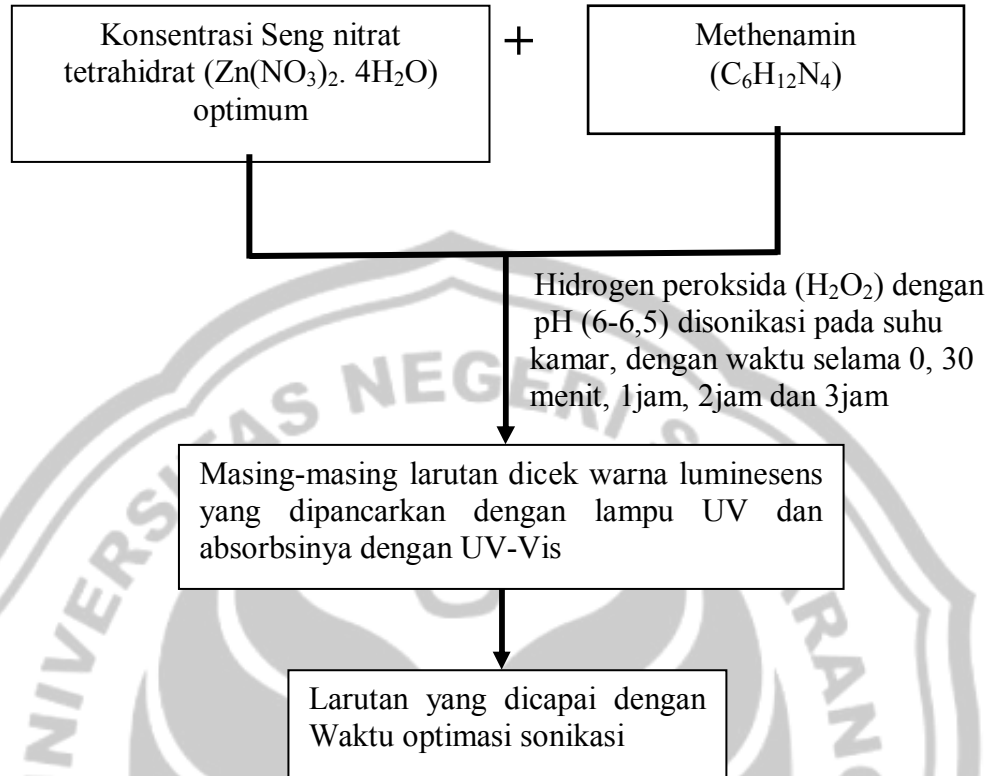 Konsentrasi Seng nitrat
tetrahidrat (Zn(NO₃)₂. 4H₂O)
optimum
+
Methenamin
(C₆H₁₂N₄)
Hidrogen peroksida (H₂O₂) dengan
pH (6-6,5) disonikasi pada suhu
kamar, dengan waktu selama 0, 30
menit, 1jam, 2jam dan 3jam
Masing-masing larutan dicek warna luminesens
yang dipancarkan dengan lampu UV dan
absorbsinya dengan UV-Vis
Larutan yang dicapai dengan
Waktu optimasi sonikasi